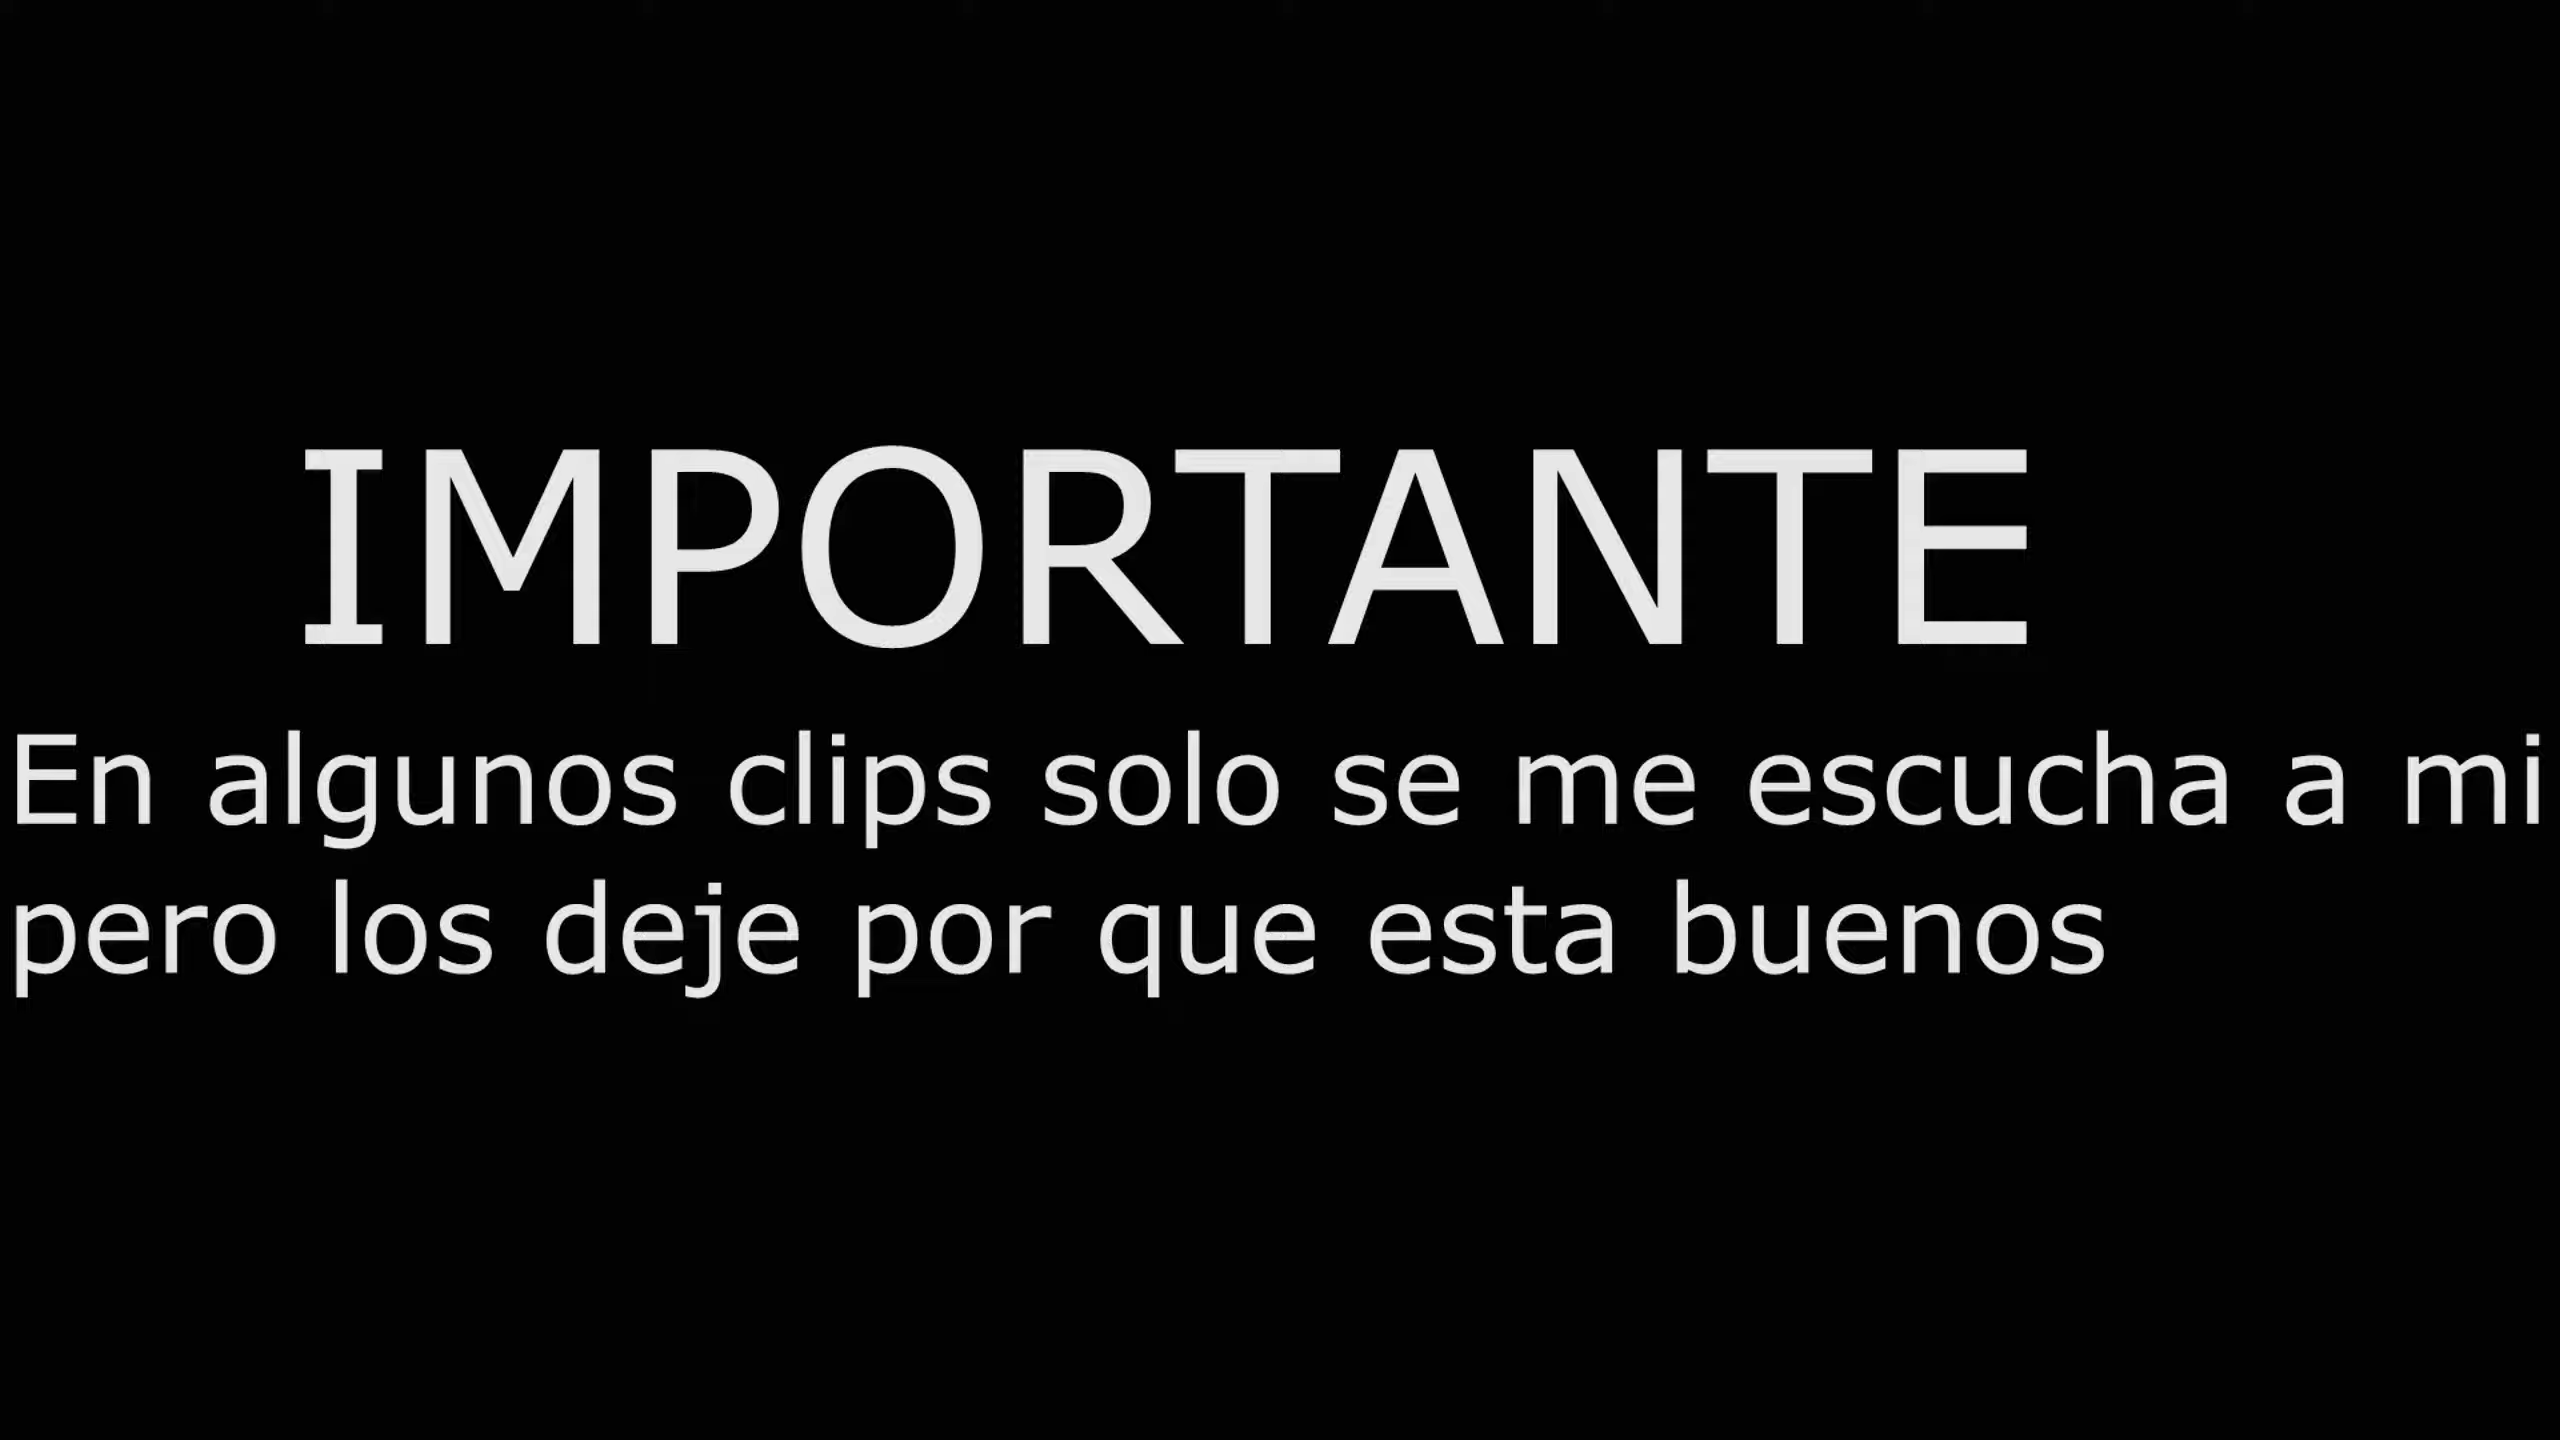 IMPORTANTE
En algunos clips solo se me escucha a mi
pero los deje por que esta buenos